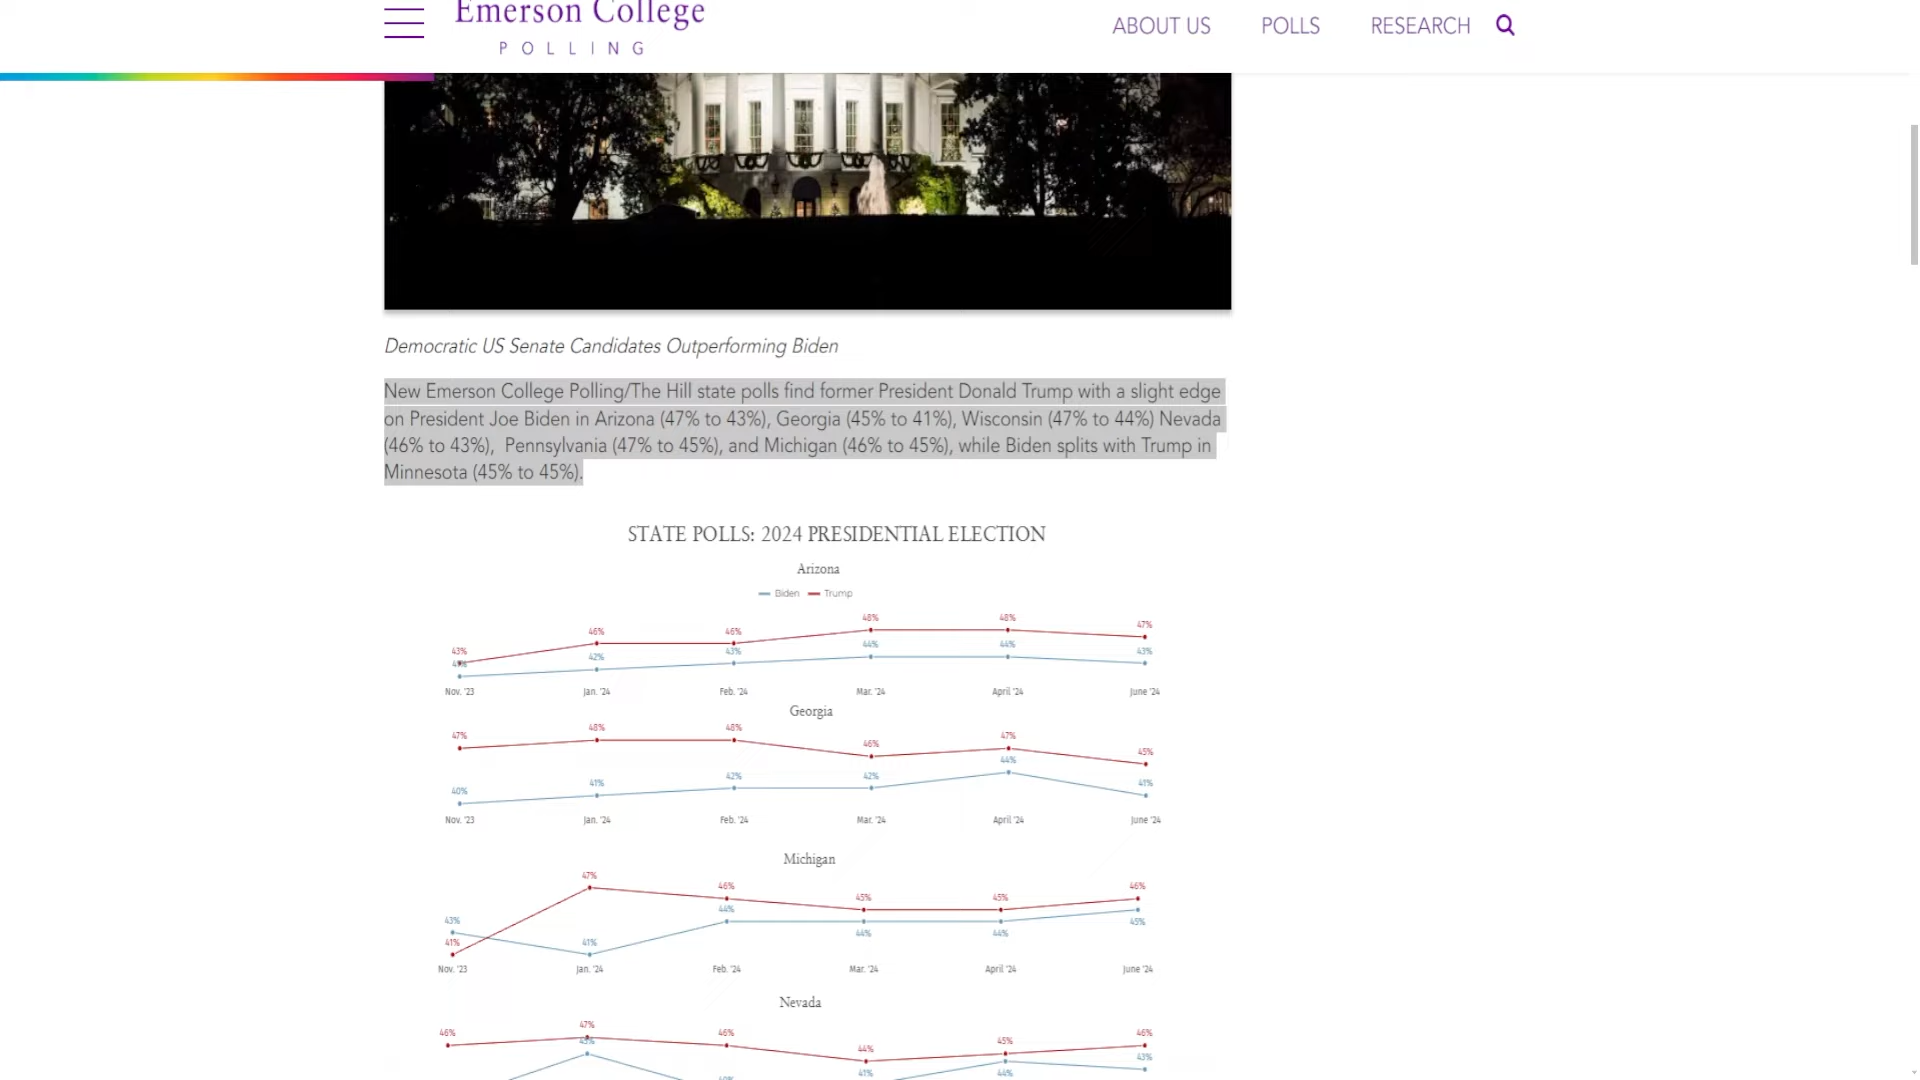 Emerson College
POLLING
ABOUT US
POLLS
RESEARCH
Democratic US Senate Candidates Outperforming Biden
New Emerson College Polling/The Hill state polls find former President Donald Trump with a slight edge
on President Joe Biden in Arizona (47% to 43%), Georgia (45% to 41%), Wisconsin (47% to 44%) Nevada
(46% to 43%), Pennsylvania (47% to 45%), and Michigan (46% to 45%), while Biden splits with Trump in
Minnesota (45% to 45%).
STATE POLLS: 2024 PRESIDENTIAL ELECTION
Arizona
Biden Trump
43% 46% 46% 48% 48% 47%
42% 43% 44% 44% 43%
Nov. '23 Jan. '24 Feb. '24 Mar. '24 April '24 June '24
Georgia
47% 48% 48% 46% 47% 45%
40% 41% 42% 42% 44% 41%
Nov. '23 Jan. '24 Feb. '24 Mar. '24 April '24 June '24
Michigan
47% 46% 45% 45% 46%
43% 44%
41% 41% 44% 44% 45%
Nov. '23 Jan. '24 Feb. '24 Mar. '24 April '24 June '24
Nevada
46% 47% 46% 44% 45% 46%
43%
41% 44%